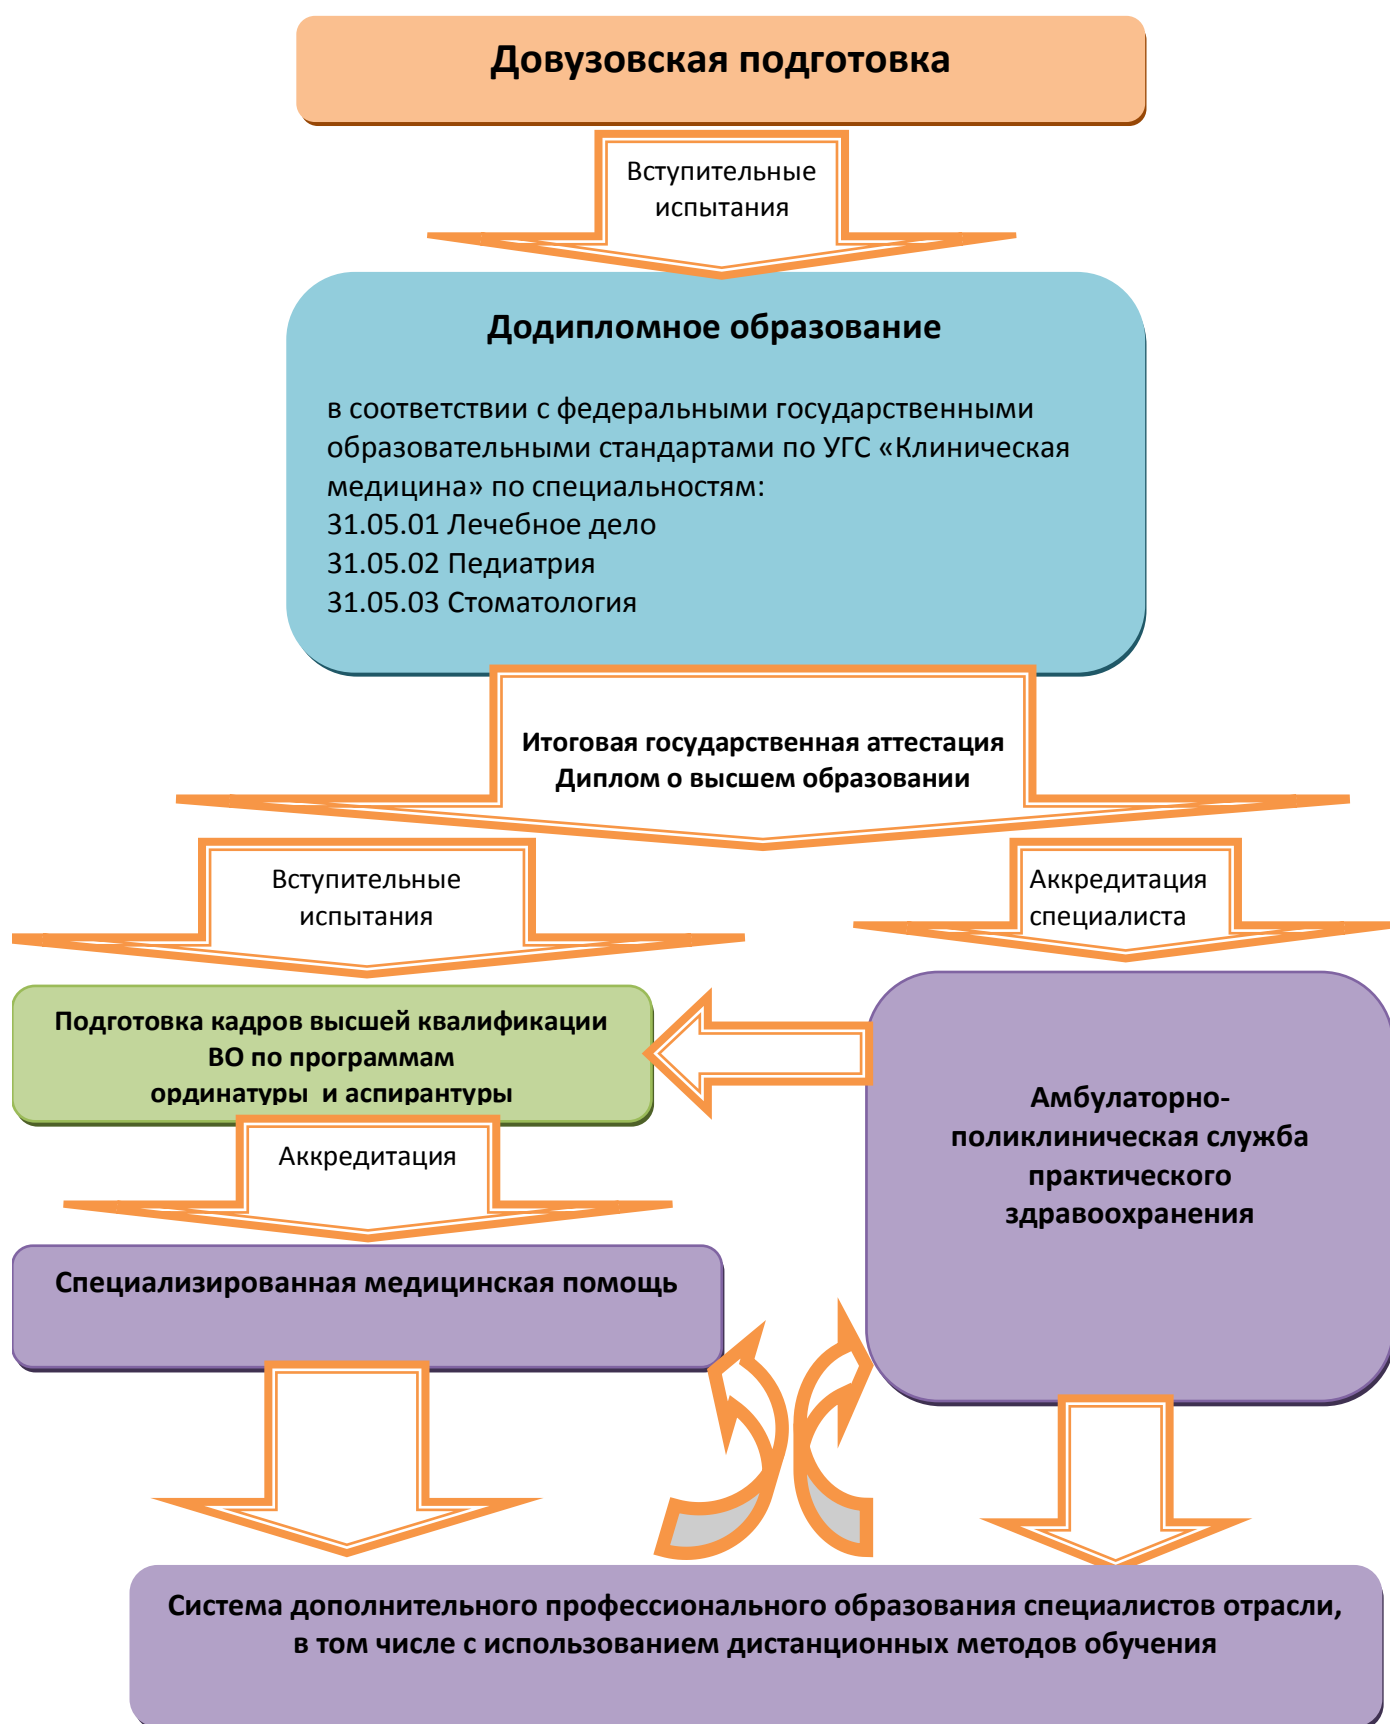 Довузовская подготовка
Вступительные
испытания
Додипломное образование
в соответствии с федеральными государственными
образовательными стандартами по УГС «Клиническая
медицина» по специальностям:
31.05.01 Лечебное дело
31.05.02 Педиатрия
31.05.03 Стоматология
Итоговая государственная аттестация
Диплом о высшем образовании
Вступительные
испытания
Аккредитация
специалиста
Подготовка кадров высшей квалификации
ВО по программам
ординатуры и аспирантуры
Амбулаторно-
поликлиническая служба
практического
здравоохранения
Аккредитация
Специализированная медицинская помощь
Система дополнительного профессионального образования специалистов отрасли,
в том числе с использованием дистанционных методов обучения